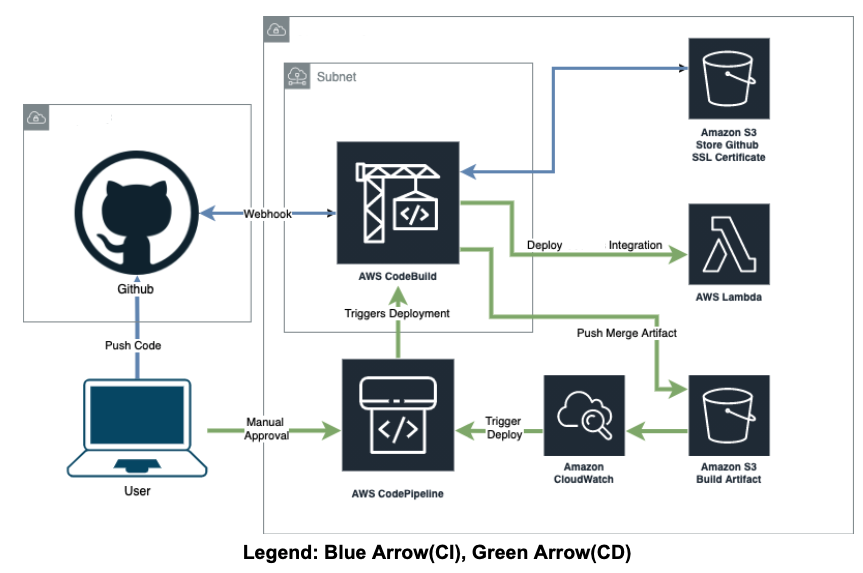 Subnet
Amazon S3
Store Github
SSL Certificate
Webhook
</>
AWS CodeBuild
Github
Deploy
Integration
AWS Lambda
Triggers Deployment
Push Merge Artifact
Push Code
Manual
Approval
</>
Trigger
Deploy
User
AWS CodePipeline
Amazon
CloudWatch
Amazon S3
Build Artifact
Legend: Blue Arrow(CI), Green Arrow(CD)